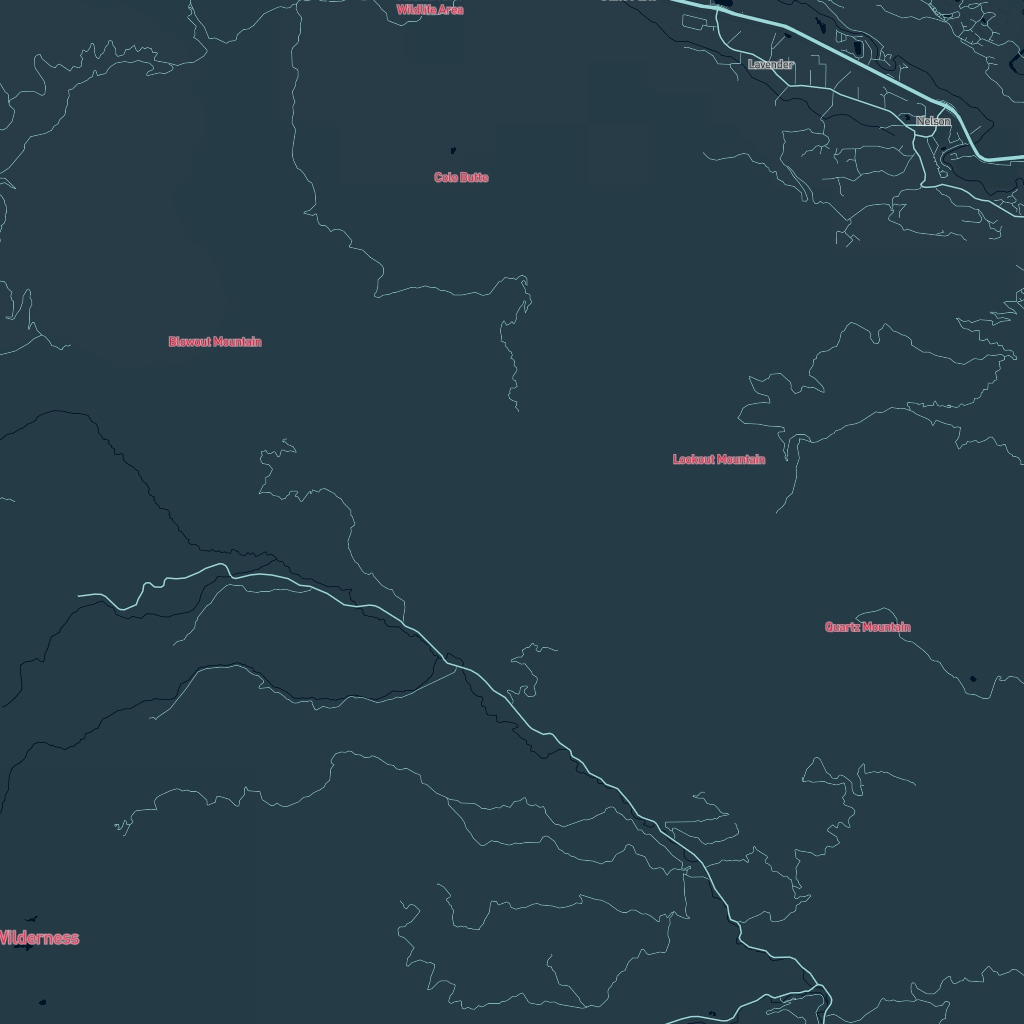 Wildlife Area
Lavender
Nelson
Cole Butte
Blowout Mountain
Lookout Mountain
Quartz Mountain
Wilderness